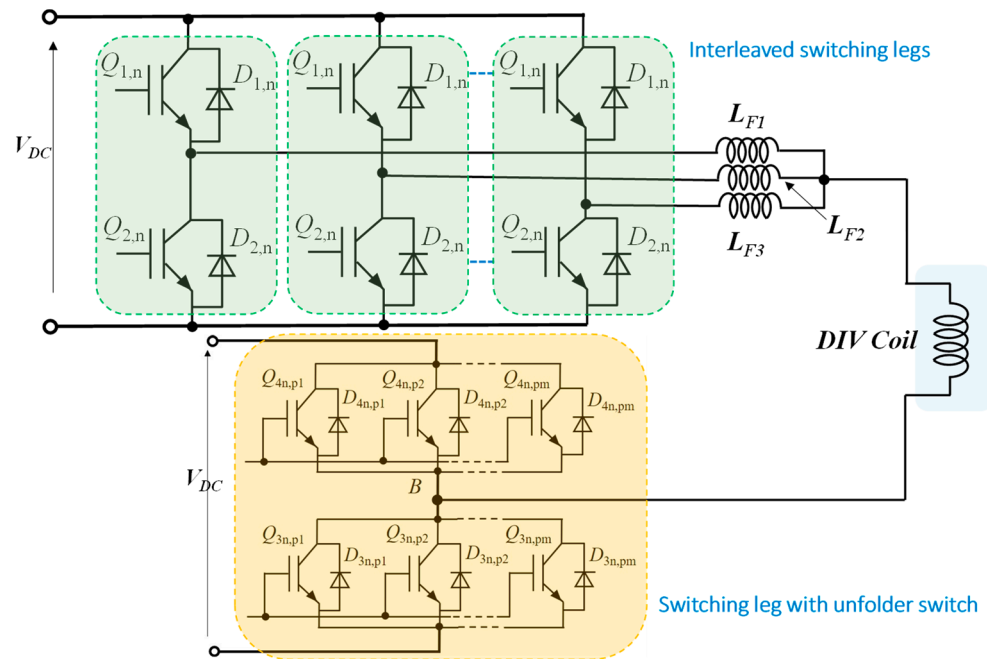 Interleaved switching legs
Q1,n
D1,n
Q1,n
D1,n
Q1,n
D1,n
VDC
LF1
LF2
LF3
Q2,n
D2,n
Q2,n
D2,n
Q2,n
D2,n
DIV Coil
Q4n,p1
D4n,p1
Q4n,p2
D4n,p2
Q4n,pm
D4n,pm
VDC
B
Q3n,p1
D3n,p1
Q3n,p2
D3n,p2
Q3n,pm
D3n,pm
Switching leg with unfolder switch